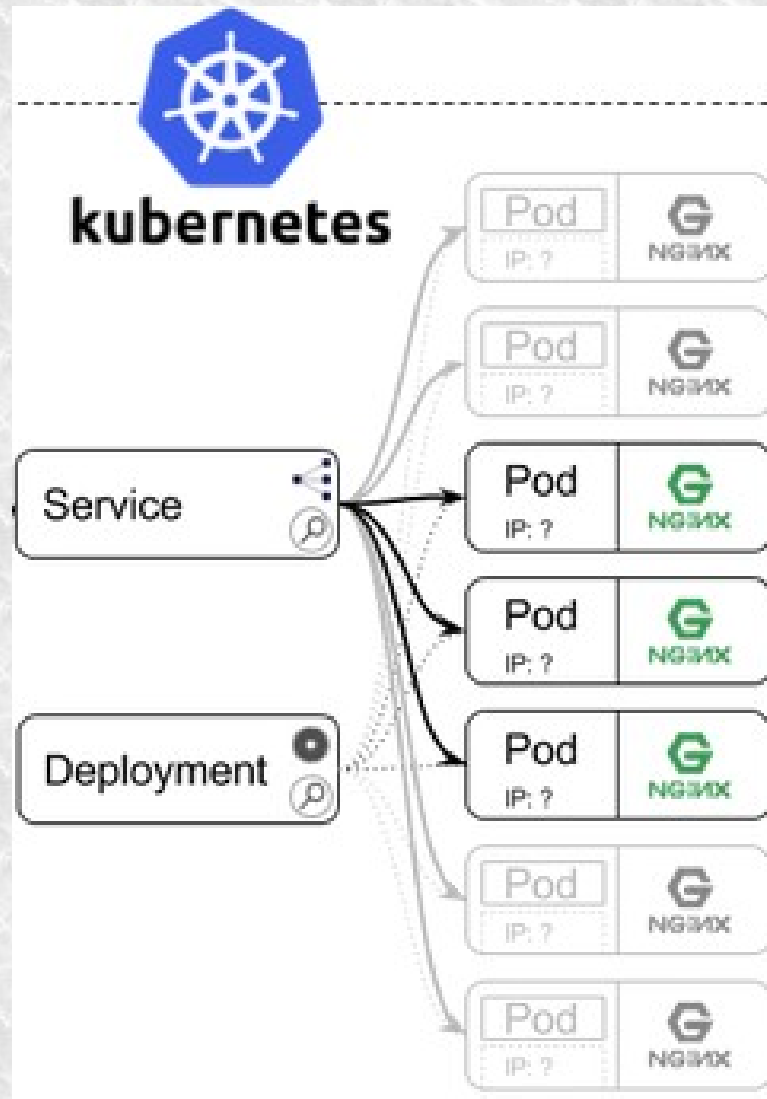 kubernetes
Pod
IP: ?
NGINX
Pod
IP: ?
NGINX
Service
Pod
IP: ?
NGINX
Pod
IP: ?
NGINX
Deployment
Pod
IP: ?
NGINX
Pod
IP: ?
NGINX
Pod
IP: ?
NGINX